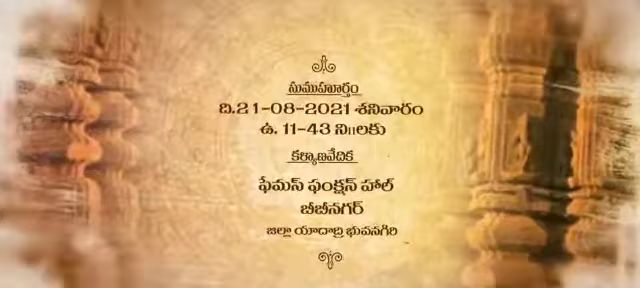 సుముహూర్తం
ది.21-08-2021 శనివారం
ఉ. 11-43 ని॥లకు
కళ్యాణవేదిక
ఫేమస్ ఫంక్షన్ హాల్
బీబీనగర్
జిల్లా యాదాద్రి భువనగిరి